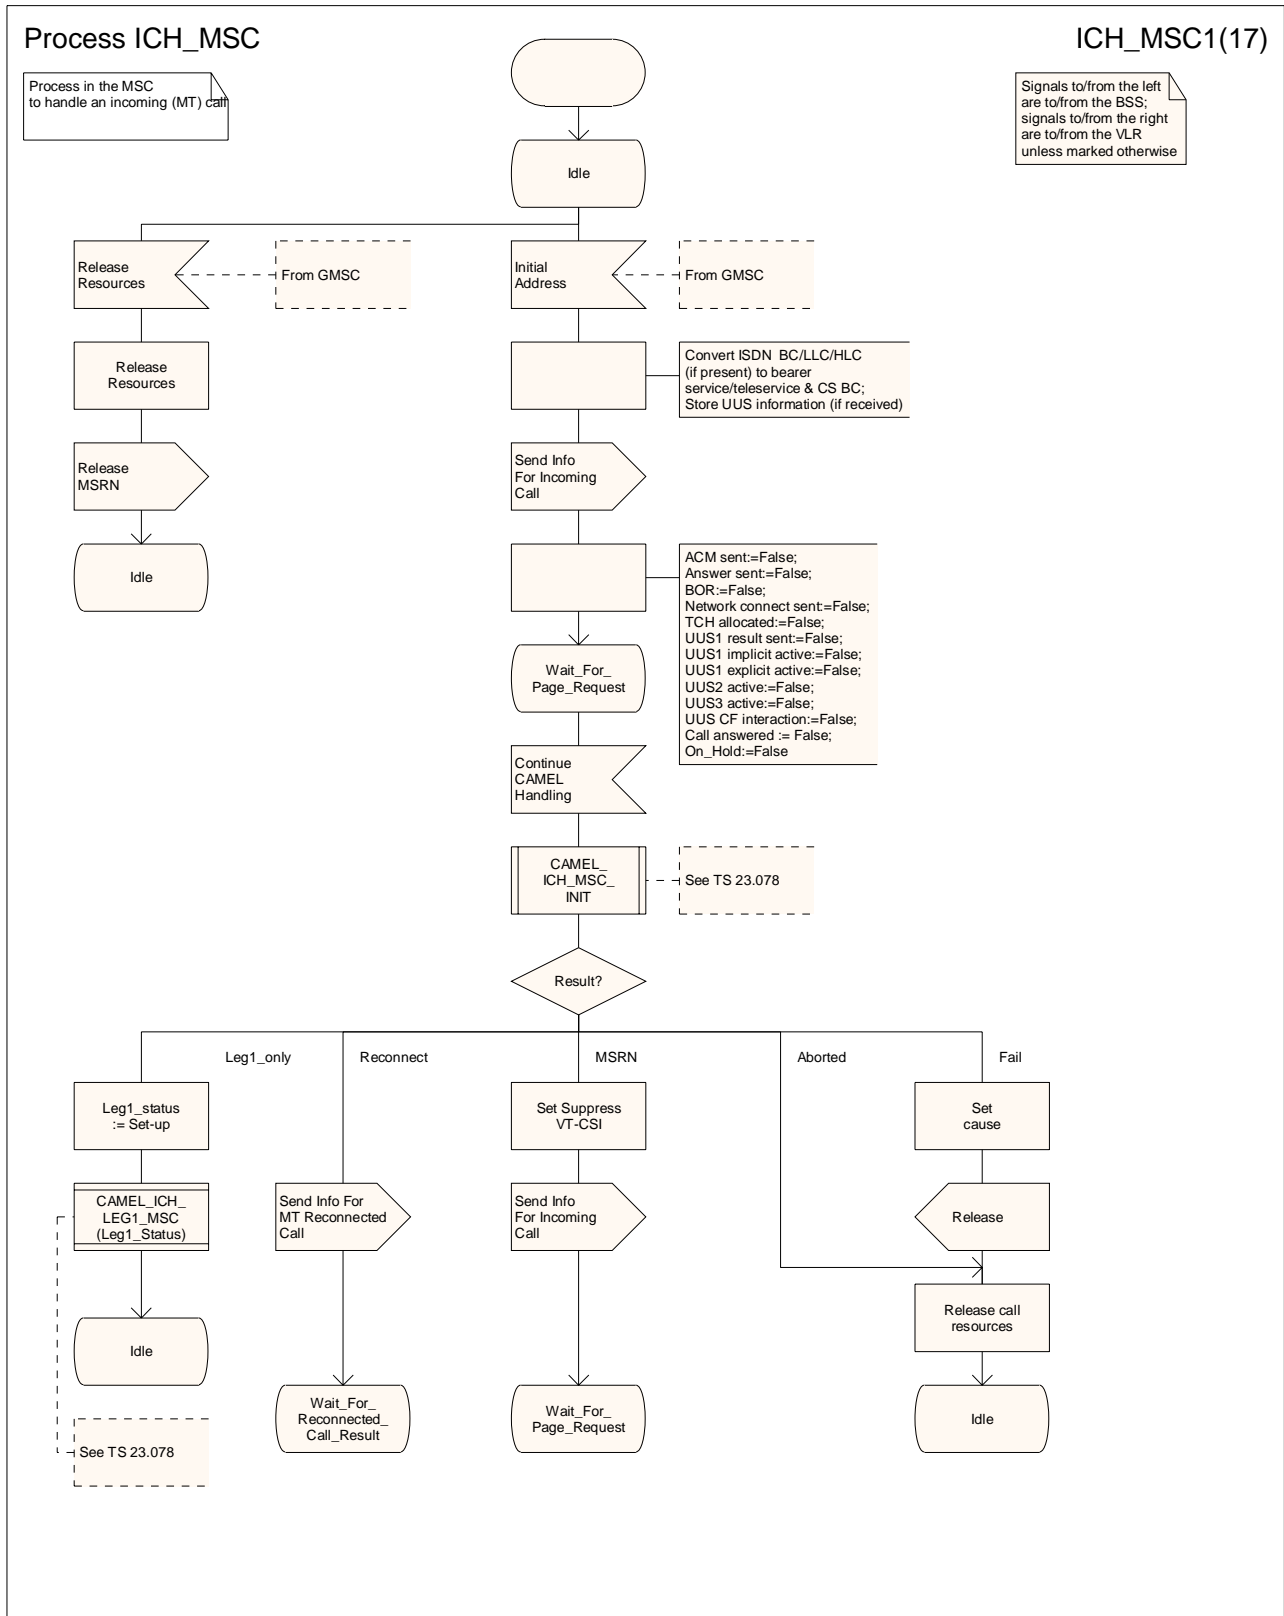 Process ICH_MSC
ICH_MSC1(17)
Process in the MSC
to handle an incoming (MT) call
Signals to/from the left
are to/from the BSS;
signals to/from the right
are to/from the VLR
unless marked otherwise
Idle
Release
Resources
From GMSC
Initial
Address
From GMSC
Release
Resources
Convert ISDN BC/LLC/HLC
(if present) to bearer
service/teleservice & CS BC;
Store UUS information (if received)
Release
MSRN
Send Info
For Incoming
Call
Idle
ACM sent:=False;
Answer sent:=False;
BOR:=False;
Network connect sent:=False;
TCH allocated:=False;
UUS1 result sent:=False;
UUS1 implicit active:=False;
UUS1 explicit active:=False;
UUS2 active:=False;
UUS3 active:=False;
UUS CF interaction:=False;
Call answered := False;
On_Hold:=False
Wait_For_
Page_Request
Continue
CAMEL
Handling
CAMEL_
ICH_MSC_
INIT
See TS 23.078
Result?
Leg1_only
Reconnect
MSRN
Aborted
Fail
Leg1_status
:= Set-up
Set Suppress
VT-CSI
Set
cause
CAMEL_ICH_
LEG1_MSC
(Leg1_Status)
Send Info For
MT Reconnected
Call
Send Info
For Incoming
Call
Release
Release call
resources
Idle
Wait_For_
Reconnected_
Call_Result
Wait_For_
Page_Request
Idle
See TS 23.078